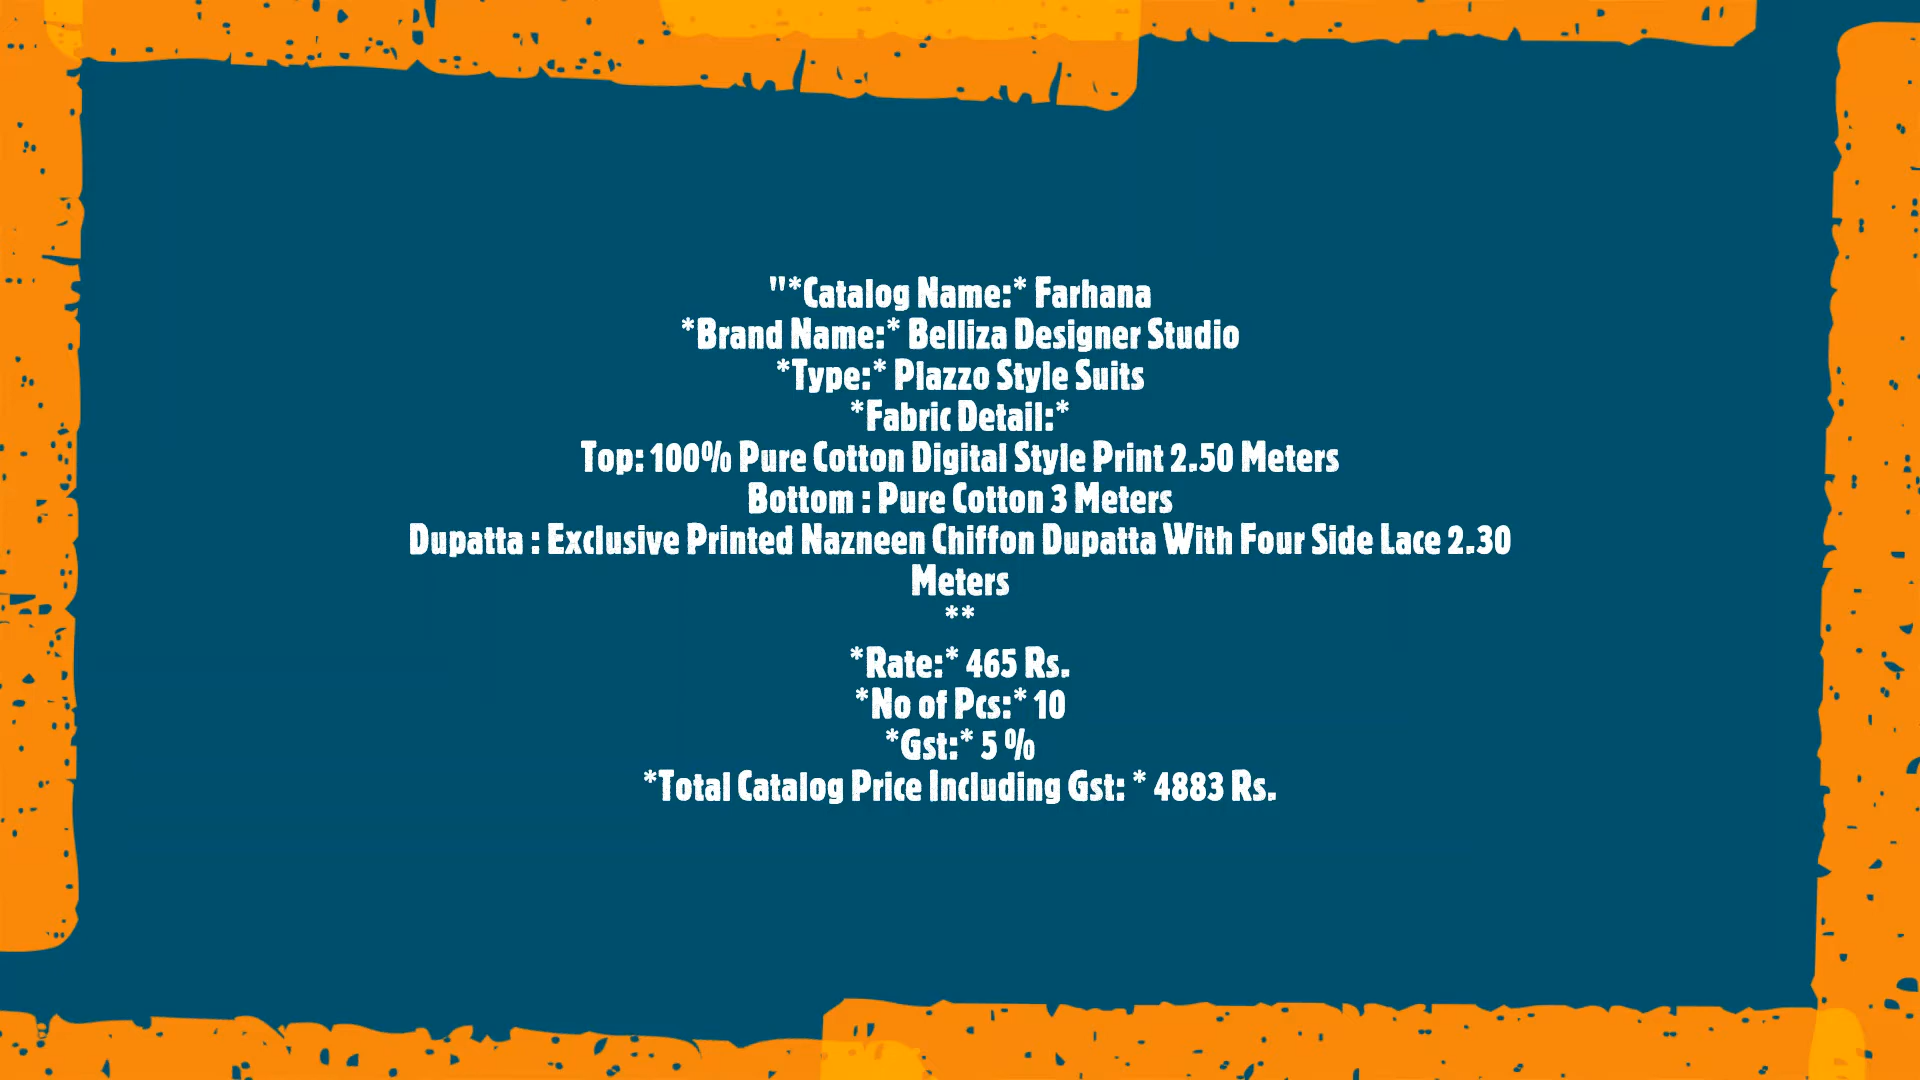 "*Catalog Name:* Farhana
*Brand Name:* Belliza Designer Studio
*Type:* Plazzo Style Suits
*Fabric Detail:*
Top: 100% Pure Cotton Digital Style Print 2.50 Meters
Bottom : Pure Cotton 3 Meters
Dupatta : Exclusive Printed Nazneen Chiffon Dupatta With Four Side Lace 2.30
Meters
**
*Rate:* 465 Rs.
*No of Pcs:* 10
*Gst:* 5 %
*Total Catalog Price Including Gst: * 4883 Rs.